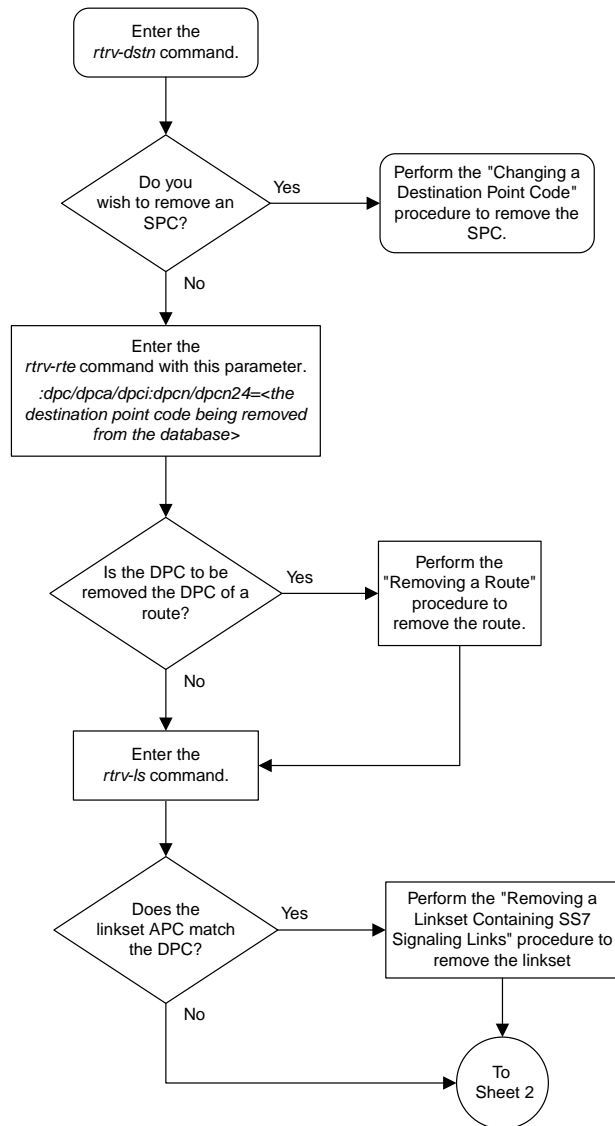 Enter the
rtrv-dstn command.
Do you
wish to remove an
SPC?
Yes
Perform the "Changing a
Destination Point Code"
procedure to remove the
SPC.
No
Enter the
rtrv-rte command with this parameter.
:dpc/dpca/dpci:dpcn/dpcn24=<the
destination point code being removed
from the database>
Is the DPC to be
removed the DPC of a
route?
Yes
Perform the
"Removing a Route"
procedure to
remove the route.
No
Enter the
rtrv-ls command.
Does the
linkset APC match
the DPC?
Yes
Perform the "Removing a
Linkset Containing SS7
Signaling Links" procedure to
remove the linkset
No
To
Sheet 2